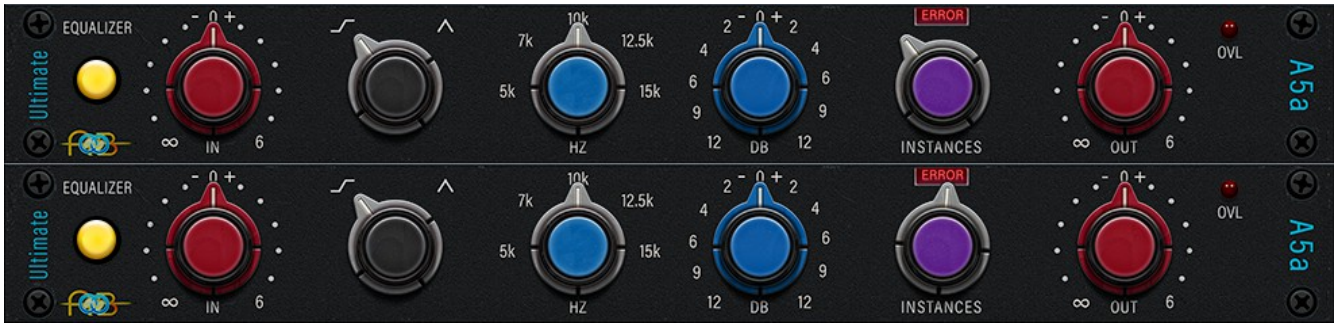 EQUALIZER
Ultimate
- 0 +
∞ IN 6
5k 7k 10k 12.5k 15k
HZ
- 0 +
2 2
4 4
6 6
9 9
12 DB 12
ERROR
INSTANCES
- 0 +
∞ OUT 6
OVL
A5a
EQUALIZER
Ultimate
- 0 +
∞ IN 6
5k 7k 10k 12.5k 15k
HZ
- 0 +
2 2
4 4
6 6
9 9
12 DB 12
ERROR
INSTANCES
- 0 +
∞ OUT 6
OVL
A5a